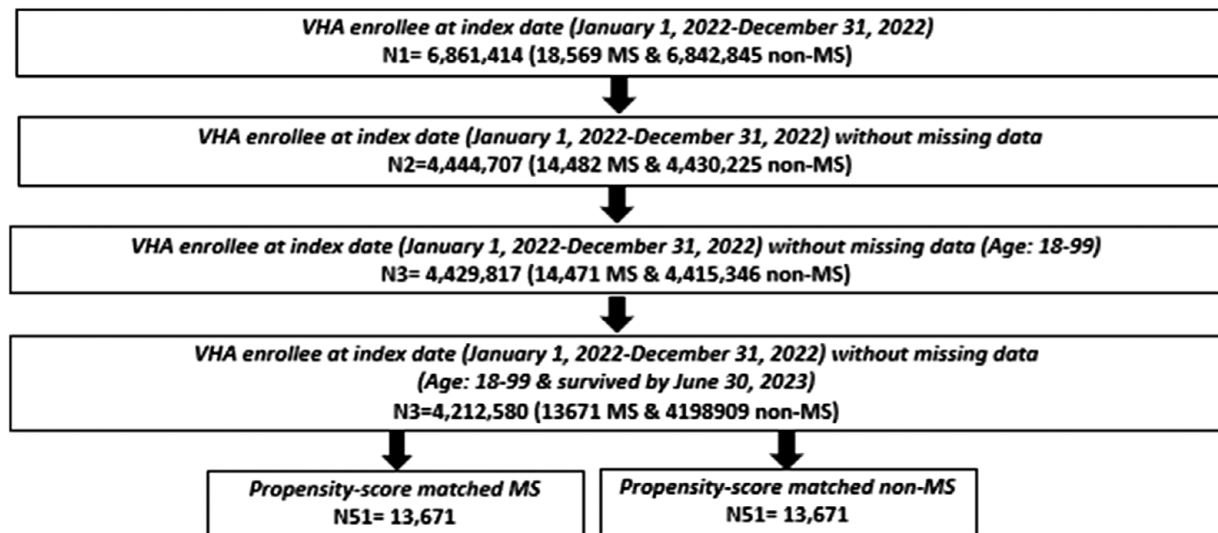 VHA enrollee at index date (January 1, 2022-December 31, 2022)
N1= 6,861,414 (18,569 MS & 6,842,845 non-MS)
VHA enrollee at index date (January 1, 2022-December 31, 2022) without missing data
N2=4,444,707 (14,482 MS & 4,430,225 non-MS)
VHA enrollee at index date (January 1, 2022-December 31, 2022) without missing data (Age: 18-99)
N3= 4,429,817 (14,471 MS & 4,415,346 non-MS)
VHA enrollee at index date (January 1, 2022-December 31, 2022) without missing data
(Age: 18-99 & survived by June 30, 2023)
N3=4,212,580 (13671 MS & 4198909 non-MS)
Propensity-score matched MS
N51= 13,671
Propensity-score matched non-MS
N51= 13,671